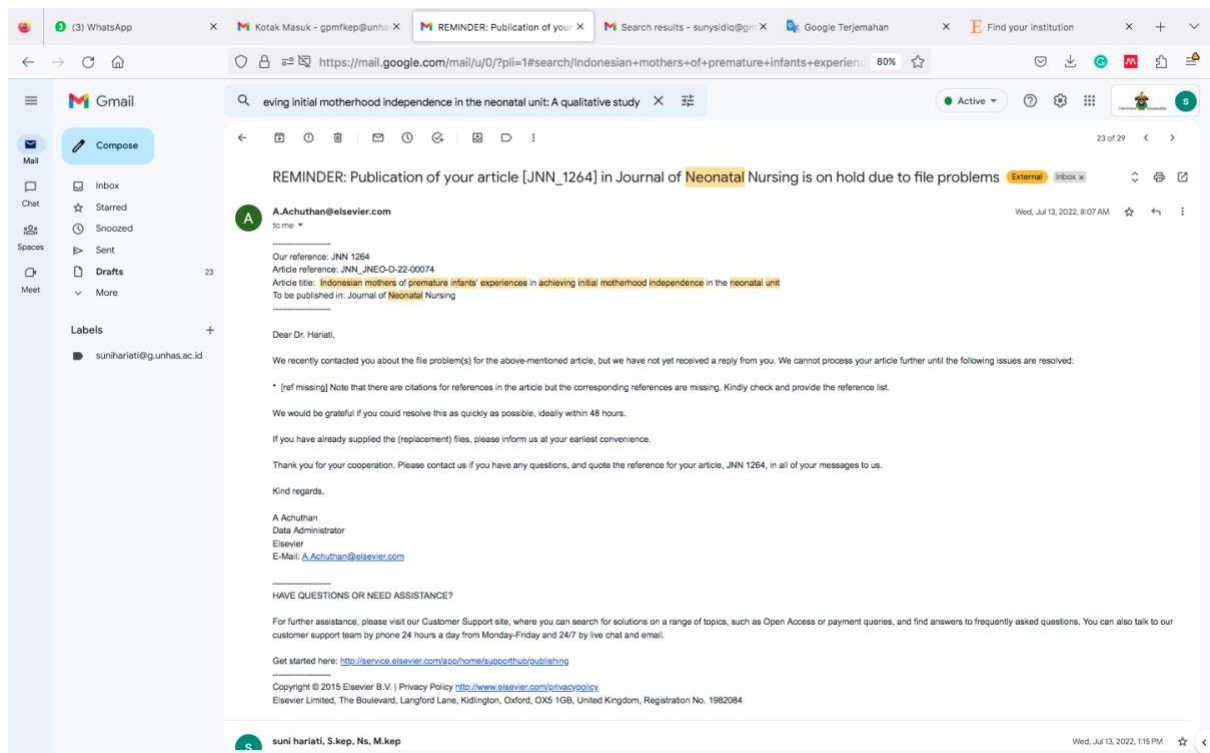 (3) WhatsApp
Kotak Masuk - gpmfkep@unha
REMINDER: Publication of your
Search results - sunysidiq@gm
Google Terjemahan
Find your institution
https://mail.google.com/mail/u/0/?pli=1#search/Indonesian+mothers+of+premature+infants+experienc
80%
Gmail
eving initial motherhood independence in the neonatal unit: A qualitative study
Active
S
Mail
Compose
23 of 29
Chat
Inbox
Starred
Spaces
Snoozed
Sent
Meet
Drafts 23
More
Labels
sunihariati@g.unhas.ac.id
REMINDER: Publication of your article [JNN_1264] in Journal of Neonatal Nursing is on hold due to file problems External Inbox x
A
A.Achuthan@elsevier.com
Wed, Jul 13, 2022, 8:07 AM
to me
--------------------
Our reference: JNN 1264
Article reference: JNN_JNEO-D-22-00074
Article title: Indonesian mothers of premature infants' experiences in achieving initial motherhood independence in the neonatal unit
To be published in: Journal of Neonatal Nursing
--------------------
Dear Dr. Hariati,
We recently contacted you about the file problem(s) for the above-mentioned article, but we have not yet received a reply from you. We cannot process your article further until the following issues are resolved:
* [ref missing] Note that there are citations for references in the article but the corresponding references are missing. Kindly check and provide the reference list.
We would be grateful if you could resolve this as quickly as possible, ideally within 48 hours.
If you have already supplied the (replacement) files, please inform us at your earliest convenience.
Thank you for your cooperation. Please contact us if you have any questions, and quote the reference for your article, JNN 1264, in all of your messages to us.
Kind regards,
A Achuthan
Data Administrator
Elsevier
E-Mail: A.Achuthan@elsevier.com
--------------------
HAVE QUESTIONS OR NEED ASSISTANCE?
For further assistance, please visit our Customer Support site, where you can search for solutions on a range of topics, such as Open Access or payment queries, and find answers to frequently asked questions. You can also talk to our
customer support team by phone 24 hours a day from Monday-Friday and 24/7 by live chat and email.
Get started here: http://service.elsevier.com/app/home/supporthub/publishing
--------------------
Copyright © 2015 Elsevier B.V. | Privacy Policy http://www.elsevier.com/privacypolicy
Elsevier Limited, The Boulevard, Langford Lane, Kidlington, Oxford, OX5 1GB, United Kingdom, Registration No. 1982084
suni hariati, S.kep, Ns, M.kep
Wed, Jul 13, 2022, 1:15 PM